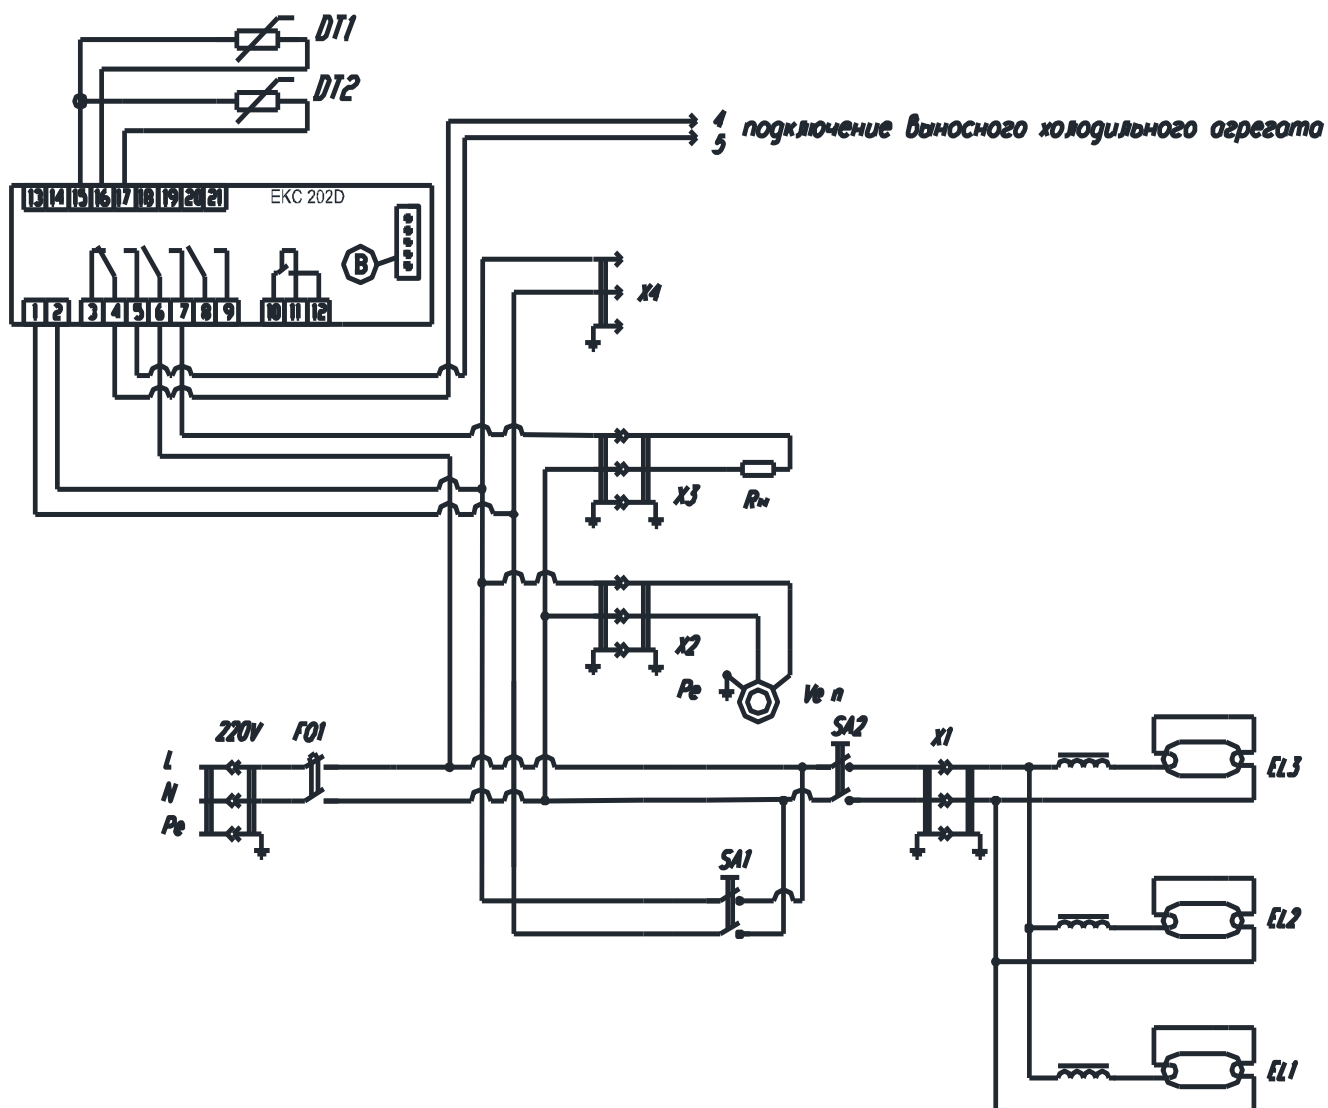 DT1
DT2
4
5
подключение выносного холодильного агрегата
13 14 15 16 17 18 19 20 21
EKC 202D
B
1 2 3 4 5 6 7 8 9 10 11 12
X4
X3
Rн
X2
Pe
Ve n
220V
F01
SA2
X1
L
N
Pe
EL3
SA1
EL2
EL1